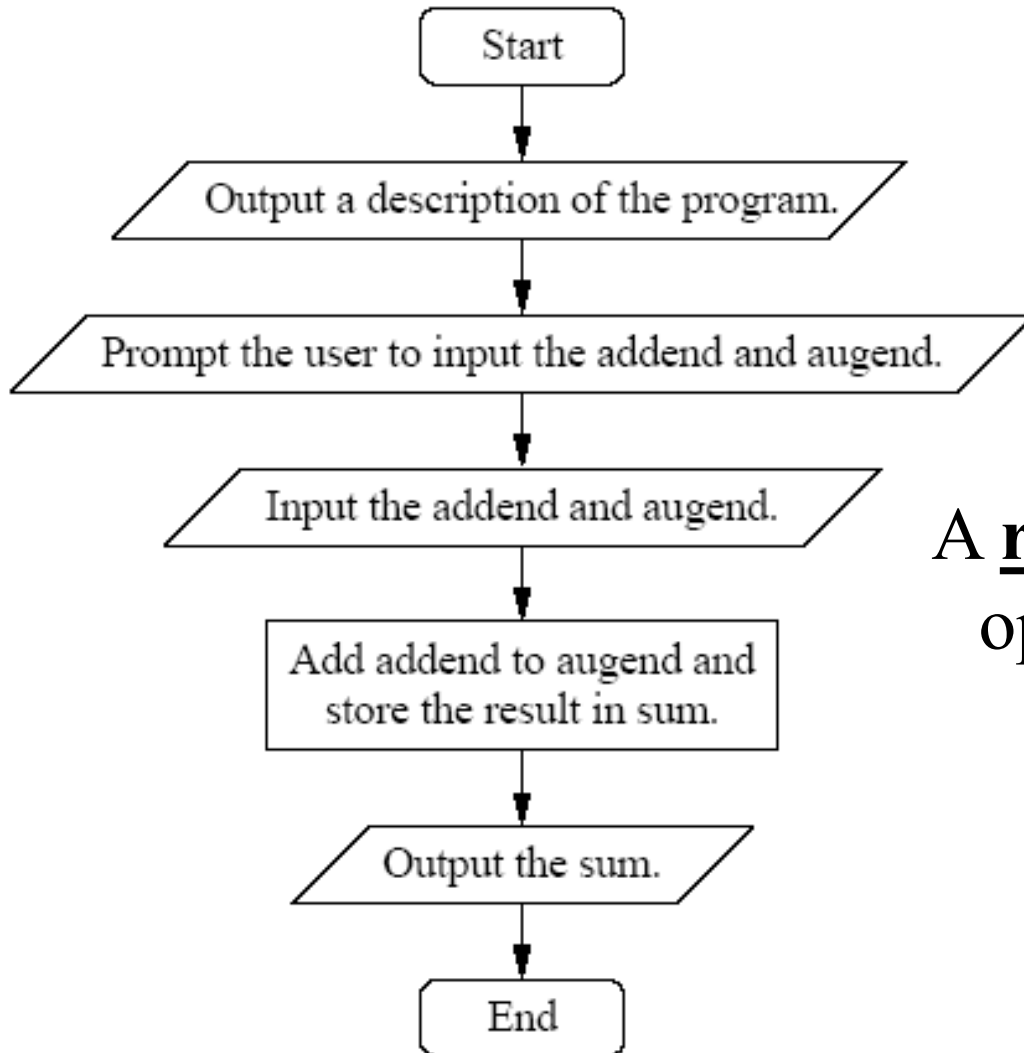 Start
Output a description of the program.
Prompt the user to input the addend and augend.
Input the addend and augend.
A
Add addend to augend and
store the result in sum.
Output the sum.
End